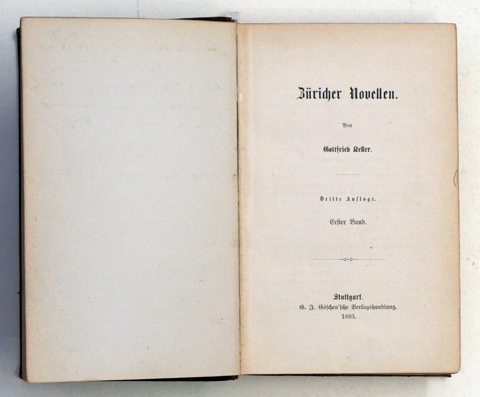 Züricher Novellen.
Von
Gottfried Keller.
Dritte Auflage.
Erster Band.
Stuttgart.
G. J. Göschen'sche Verlagshandlung.
1883.